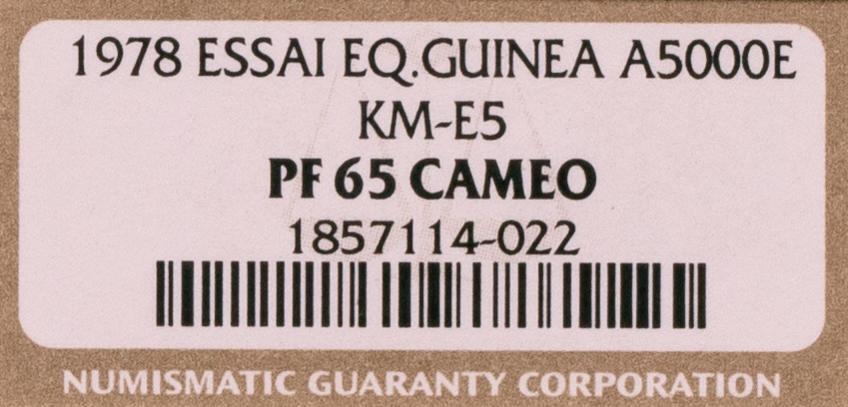 1978 ESSAI EQ.GUINEA A5000E
KM-E5
PF 65 CAMEO
1857114-022
NUMISMATIC GUARANTY CORPORATION